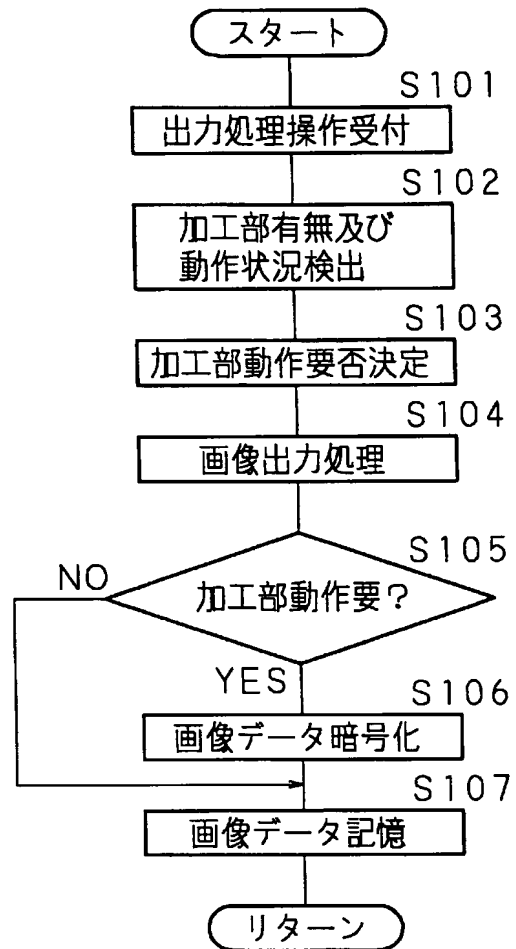 スタート
S101
出力処理操作受付
S102
加工部有無及び
動作状況検出
S103
加工部動作要否決定
S104
画像出力処理
S105
NO
加工部動作要？
YES
S106
画像データ暗号化
S107
画像データ記憶
リターン